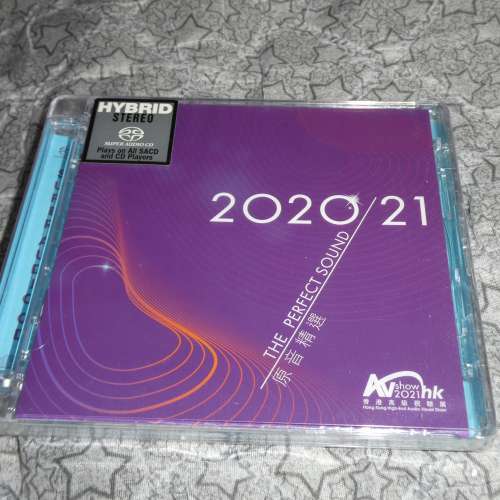 HYBRID
STEREO
SUPER AUDIO CD
Plays on All SACD
and CD Players
2020/21
THE PERFECT SOUND
原音精選
AV show
2021 hk
香港高級視聽展
Hong Kong High-End Audio Visual Show